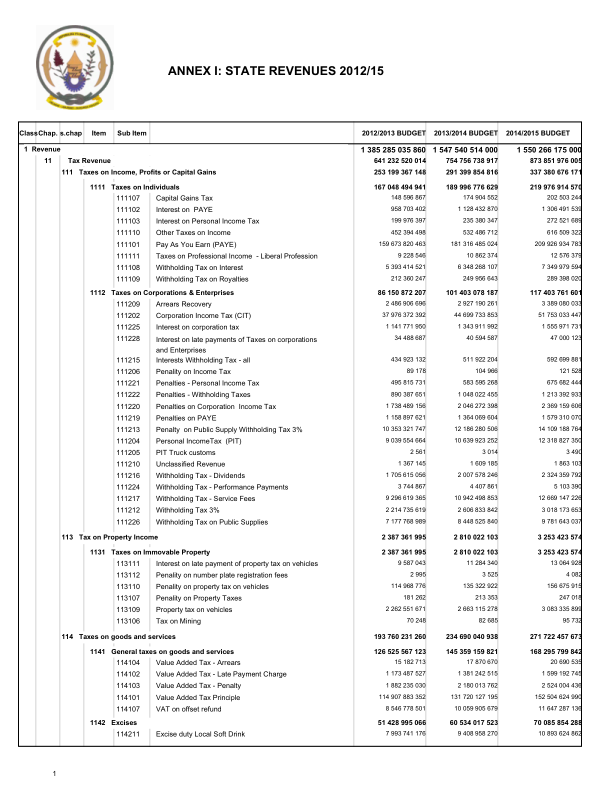 ANNEX I: STATE REVENUES 2012/15
Class Chap. s.chap Item Sub Item 2012/2013 BUDGET 2013/2014 BUDGET 2014/2015 BUDGET
1 Revenue 1 385 285 035 860 1 547 540 514 000 1 550 266 175 000
11 Tax Revenue 641 232 520 014 754 756 738 917 873 851 976 005
111 Taxes on Income, Profits or Capital Gains 253 199 367 148 291 399 854 816 337 380 676 171
1111 Taxes on Individuals 167 048 494 941 189 996 776 629 219 976 914 570
111107 Capital Gains Tax 148 596 867 174 904 552 202 503 244
111102 Interest on PAYE 958 703 402 1 128 432 870 1 306 491 539
111103 Interest on Personal Income Tax 199 976 397 235 380 347 272 521 689
111110 Other Taxes on Income 452 394 498 532 486 712 616 509 322
111101 Pay As You Earn (PAYE) 159 673 820 463 181 316 485 024 209 926 934 783
111111 Taxes on Professional Income - Liberal Profession 9 228 546 10 862 374 12 576 379
111108 Withholding Tax on Interest 5 393 414 521 6 348 268 107 7 349 979 594
111109 Withholding Tax on Royalties 212 360 247 249 956 643 289 398 020
1112 Taxes on Corporations & Enterprises 86 150 872 207 101 403 078 187 117 403 761 601
111209 Arrears Recovery 2 486 906 696 2 927 190 261 3 389 080 033
111202 Corporation Income Tax (CIT) 37 976 372 392 44 699 733 853 51 753 033 447
111225 Interest on corporation tax 1 141 771 950 1 343 911 992 1 555 971 731
111228 Interest on late payments of Taxes on corporations 34 488 687 40 594 587 47 000 123
and Enterprises
111215 Interests Withholding Tax - all 434 923 132 511 922 204 592 699 881
111206 Penality on Income Tax 89 178 104 966 121 528
111221 Penalties - Personal Income Tax 495 815 731 583 595 268 675 682 444
111222 Penalties - Withholding Taxes 890 387 651 1 048 022 455 1 213 392 933
111220 Penalties on Corporation Income Tax 1 738 489 156 2 046 272 398 2 369 159 606
111219 Penalties on PAYE 1 158 897 621 1 364 069 604 1 579 310 070
111213 Penalty on Public Supply Withholding Tax 3% 10 353 321 747 12 186 280 506 14 109 188 764
111204 Personal IncomeTax (PIT) 9 039 554 664 10 639 923 252 12 318 827 350
111205 PIT Truck customs 2 561 3 014 3 490
111210 Unclassified Revenue 1 367 145 1 609 185 1 863 103
111216 Withholding Tax - Dividends 1 705 615 056 2 007 578 246 2 324 359 792
111224 Withholding Tax - Performance Payments 3 744 867 4 407 861 5 103 390
111217 Withholding Tax - Service Fees 9 296 619 365 10 942 498 853 12 669 147 226
111212 Withholding Tax 3% 2 214 735 619 2 606 833 842 3 018 173 653
111226 Withholding Tax on Public Supplies 7 177 768 989 8 448 525 840 9 781 643 037
113 Tax on Property Income 2 387 361 995 2 810 022 103 3 253 423 574
1131 Taxes on Immovable Property 2 387 361 995 2 810 022 103 3 253 423 574
113111 Interest on late payment of property tax on vehicles 9 587 043 11 284 340 13 064 928
113112 Penality on number plate registration fees 2 995 3 525 4 082
113110 Penality on property tax on vehicles 114 968 776 135 322 922 156 675 915
113107 Penality on Property Taxes 181 262 213 353 247 018
113109 Property tax on vehicles 2 262 551 671 2 663 115 278 3 083 335 899
113106 Tax on Mining 70 248 82 685 95 732
114 Taxes on goods and services 193 760 231 260 234 690 040 938 271 722 457 673
1141 General taxes on goods and services 126 525 567 123 145 359 159 821 168 295 799 842
114104 Value Added Tax - Arrears 15 182 713 17 870 670 20 690 535
114102 Value Added Tax - Late Payment Charge 1 173 487 527 1 381 242 515 1 599 192 745
114103 Value Added Tax - Penalty 1 882 235 030 2 180 013 762 2 524 004 436
114101 Value Added Tax Principle 114 907 883 352 131 720 127 195 152 504 624 990
114107 VAT on offset refund 8 546 778 501 10 059 905 679 11 647 287 136
1142 Excises 51 428 995 066 60 534 017 523 70 085 854 288
114211 Excise duty Local Soft Drink 7 993 741 176 9 408 958 270 10 893 624 862
1